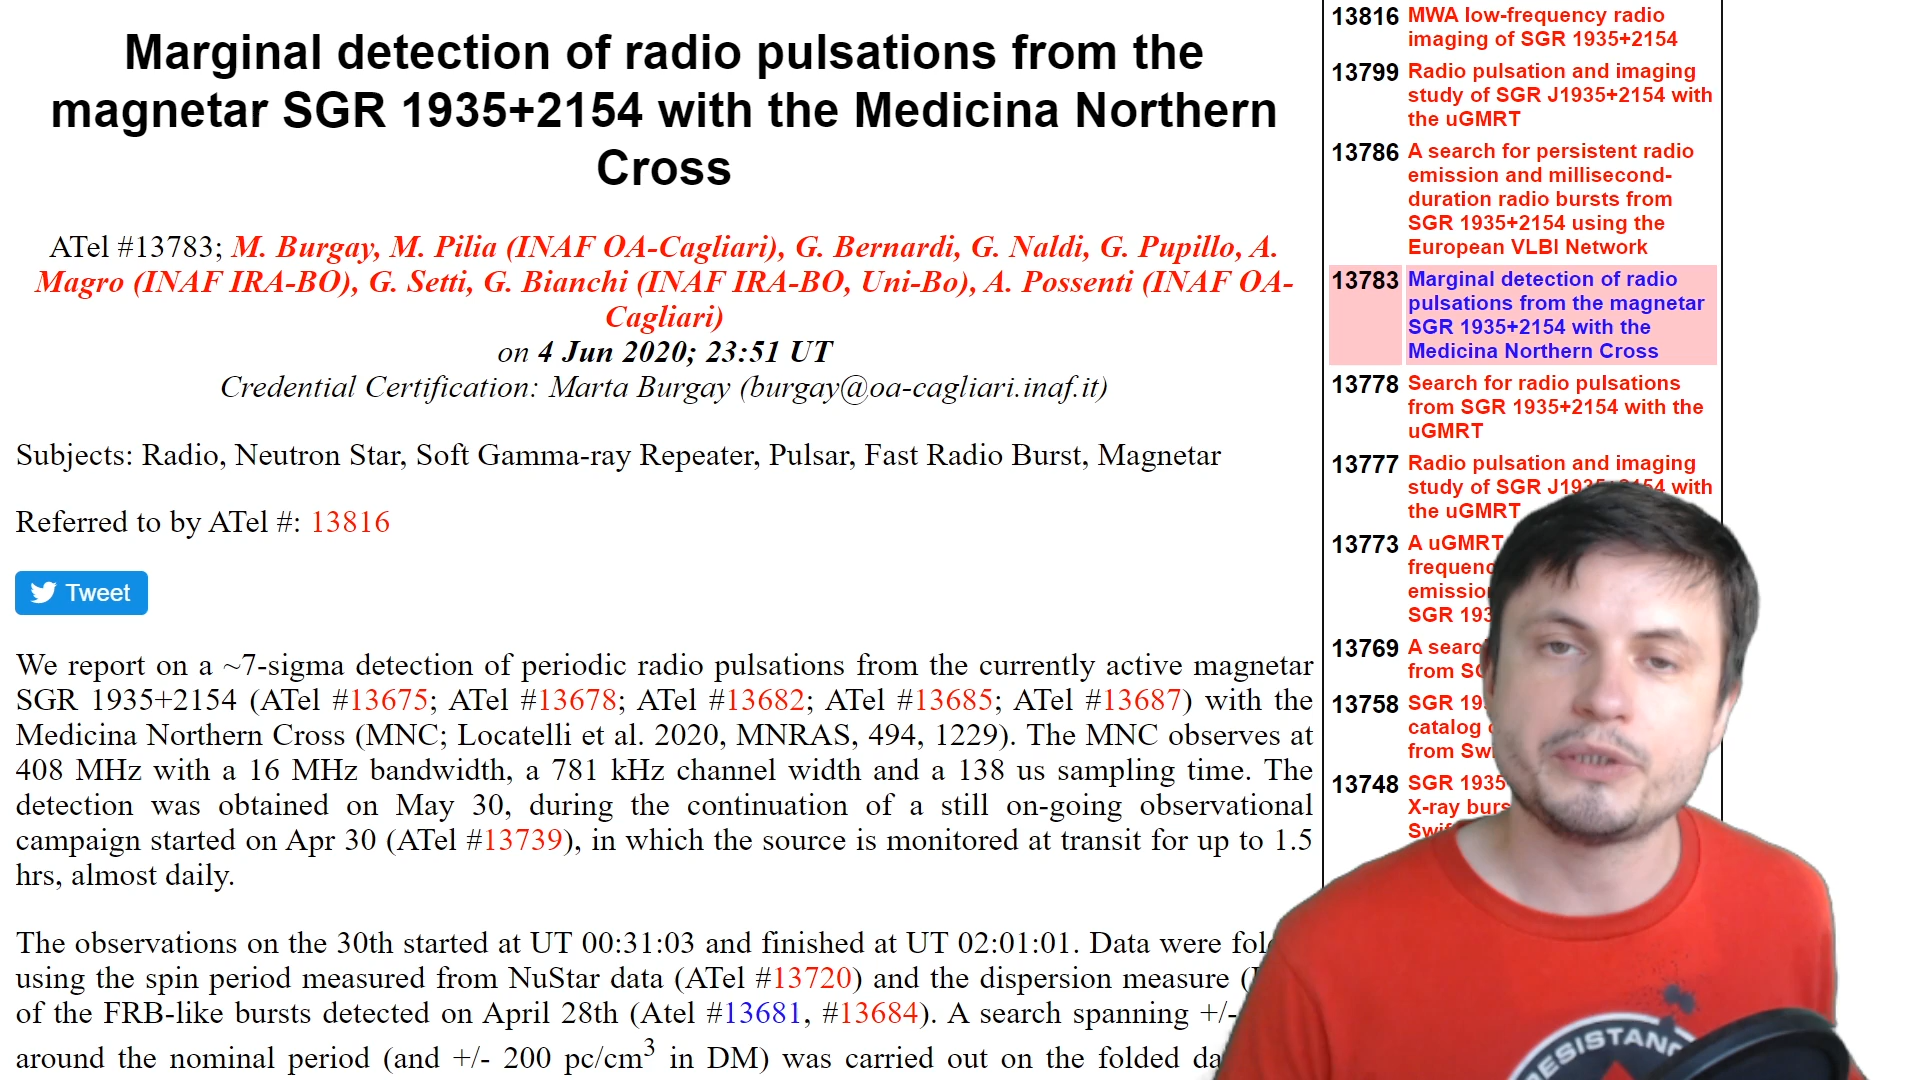 Marginal detection of radio pulsations from the
magnetar SGR 1935+2154 with the Medicina Northern
Cross
ATel #13783; M. Burgay, M. Pilia (INAF OA-Cagliari), G. Bernardi, G. Naldi, G. Pupillo, A.
Magro (INAF IRA-BO), G. Setti, G. Bianchi (INAF IRA-BO, Uni-Bo), A. Possenti (INAF OA-
Cagliari)
on 4 Jun 2020; 23:51 UT
Credential Certification: Marta Burgay (burgay@oa-cagliari.inaf.it)
Subjects: Radio, Neutron Star, Soft Gamma-ray Repeater, Pulsar, Fast Radio Burst, Magnetar
Referred to by ATel #: 13816
Tweet
We report on a ~7-sigma detection of periodic radio pulsations from the currently active magnetar
SGR 1935+2154 (ATel #13675; ATel #13678; ATel #13682; ATel #13685; ATel #13687) with the
Medicina Northern Cross (MNC; Locatelli et al. 2020, MNRAS, 494, 1229). The MNC observes at
408 MHz with a 16 MHz bandwidth, a 781 kHz channel width and a 138 us sampling time. The
detection was obtained on May 30, during the continuation of a still on-going observational
campaign started on Apr 30 (ATel #13739), in which the source is monitored at transit for up to 1.5
hrs, almost daily.
The observations on the 30th started at UT 00:31:03 and finished at UT 02:01:01. Data were
using the spin period measured from NuStar data (ATel #13720) and the dispersion measure
of the FRB-like bursts detected on April 28th (Atel #13681, #13684). A search spanning +/-
around the nominal period (and +/- 200 pc/cm³ in DM) was carried out on the folded
13816 MWA low-frequency radio
imaging of SGR 1935+2154
13799 Radio pulsation and imaging
study of SGR J1935+2154 with
the uGMRT
13786 A search for persistent radio
emission and millisecond-
duration radio bursts from
SGR 1935+2154 using the
European VLBI Network
13783 Marginal detection of radio
pulsations from the magnetar
SGR 1935+2154 with the
Medicina Northern Cross
13778 Search for radio pulsations
from SGR 1935+2154 with the
uGMRT
13777 Radio pulsation and imaging
study of SGR J1935+2154 with
the uGMRT
13773 A uGMRT
SGR
13769 A
from
13758 SGR
catalog
from
13748 SGR 1935
X-ray
RESISTANC